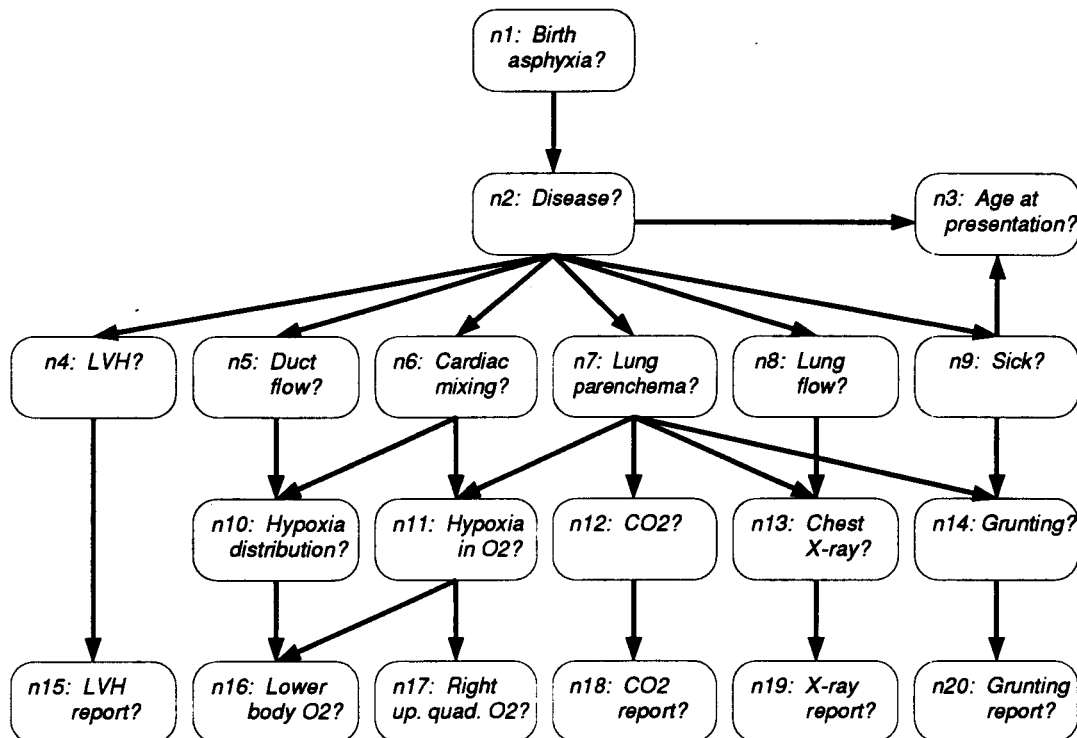 n1: Birth
asphyxia?
n2: Disease?
n3: Age at
presentation?
n4: LVH?
n5: Duct
flow?
n6: Cardiac
mixing?
n7: Lung
parenchema?
n8: Lung
flow?
n9: Sick?
n10: Hypoxia
distribution?
n11: Hypoxia
in O2?
n12: CO2?
n13: Chest
X-ray?
n14: Grunting?
n15: LVH
report?
n16: Lower
body O2?
n17: Right
up. quad. O2?
n18: CO2
report?
n19: X-ray
report?
n20: Grunting
report?